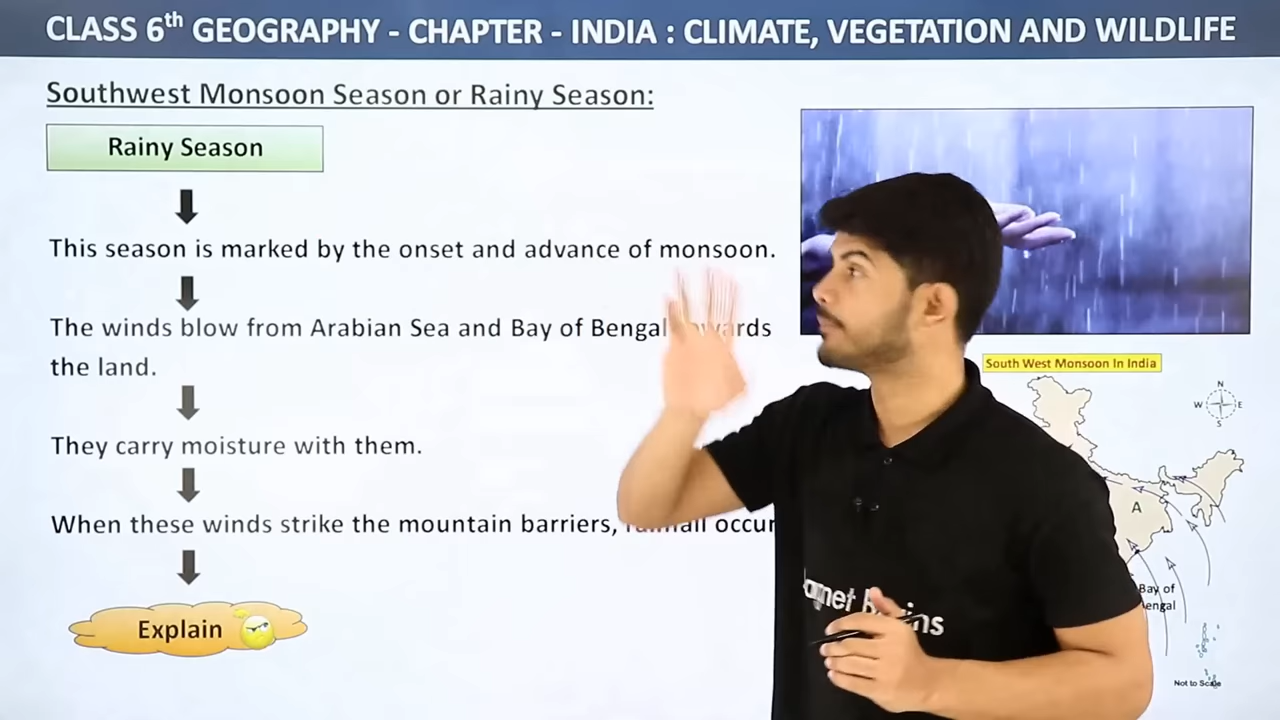 CLASS 6th GEOGRAPHY - CHAPTER - INDIA : CLIMATE, VEGETATION AND WILDLIFE
Southwest Monsoon Season or Rainy Season:
Rainy Season
This season is marked by the onset and advance of monsoon.
The winds blow from Arabian Sea and Bay of Bengal
the land.
They carry moisture with them.
When these winds strike the mountain barriers,
Explain
South West Monsoon In India
N
W E
S
A
Bay of
Not to Scale